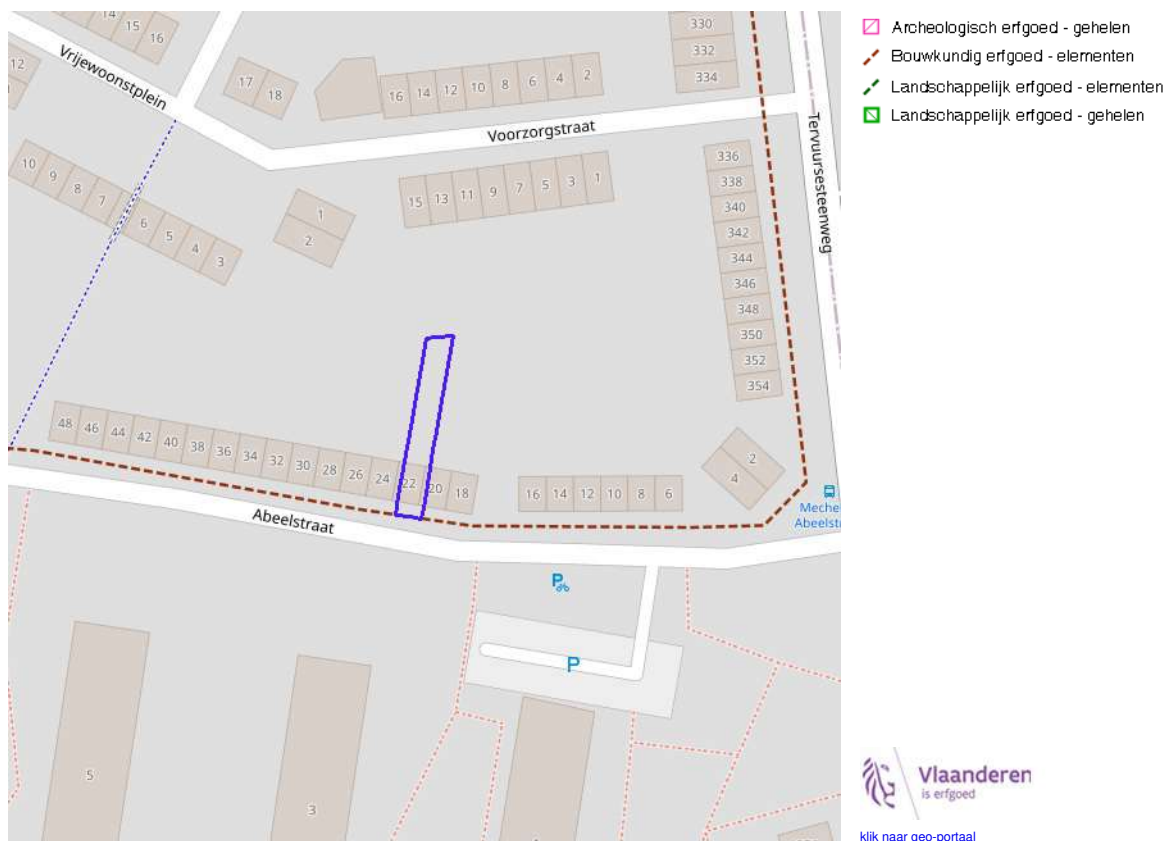 14
15
16
12
Vrijewoonstplein
17
18
16 14 12 10 8 6 4 2
330
332
334
Voorzorgstraat
Tervuursesteenweg
10 9 8 7 6 5 4 3
1
2
15 13 11 9 7 5 3 1
336
338
340
342
344
346
348
350
352
354
48 46 44 42 40 38 36 34 32 30 28 26 24 22 20 18
16 14 12 10 8 6
2
4
Meche
Abeelst
Abeelstraat
P
P
5
3
Archeologisch erfgoed - gehelen
Bouwkundig erfgoed - elementen
Landschappelijk erfgoed - elementen
Landschappelijk erfgoed - gehelen
Vlaanderen
is erfgoed
klik naar geo-portaal